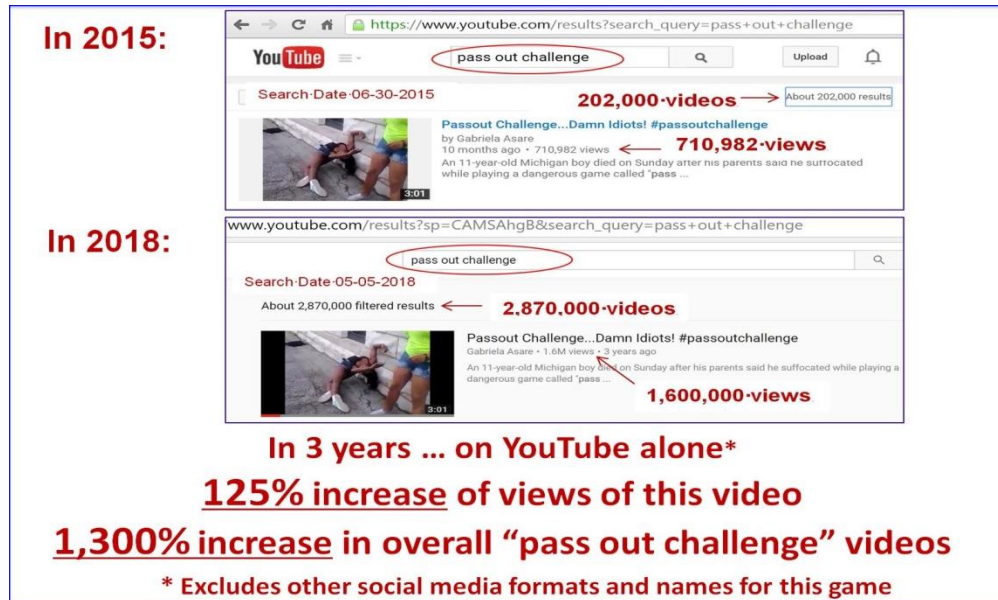 In 2015:
https://www.youtube.com/results?search_query=pass+out+challenge
YouTube
pass out challenge
Upload
Search·Date·06-30-2015
202,000·videos
About 202,000 results
Passout Challenge...Damn Idiots! #passoutchallenge
by Gabriela Asare
10 months ago • 710,982 views
710,982·views
An 11-year-old Michigan boy died on Sunday after his parents said he suffocated
while playing a dangerous game called "pass ...
3:01
In 2018:
www.youtube.com/results?sp=CAMSAhgB&search_query=pass+out+challenge
pass out challenge
Search·Date·05-05-2018
About 2,870,000 filtered results
2,870,000·videos
Passout Challenge...Damn Idiots! #passoutchallenge
Gabriela Asare • 1.6M views • 3 years ago
An 11-year-old Michigan boy died on Sunday after his parents said he suffocated while playing a
dangerous game called "pass ...
1,600,000·views
3:01
In 3 years ... on YouTube alone*
125% increase of views of this video
1,300% increase in overall “pass out challenge” videos
* Excludes other social media formats and names for this game